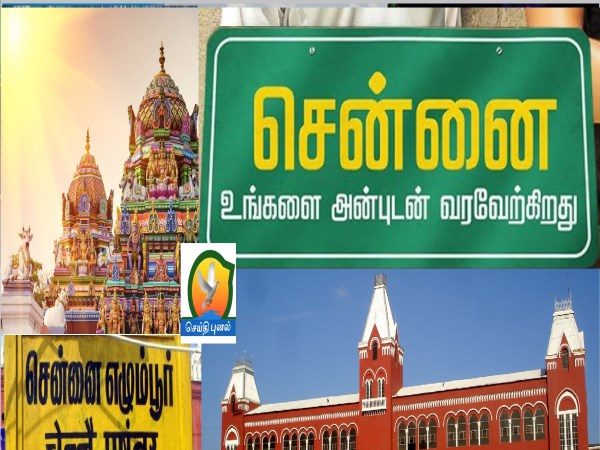 சென்னை
உங்களை அன்புடன் வரவேற்கிறது
செய்தி புனல்
சென்னை எழும்பூர்